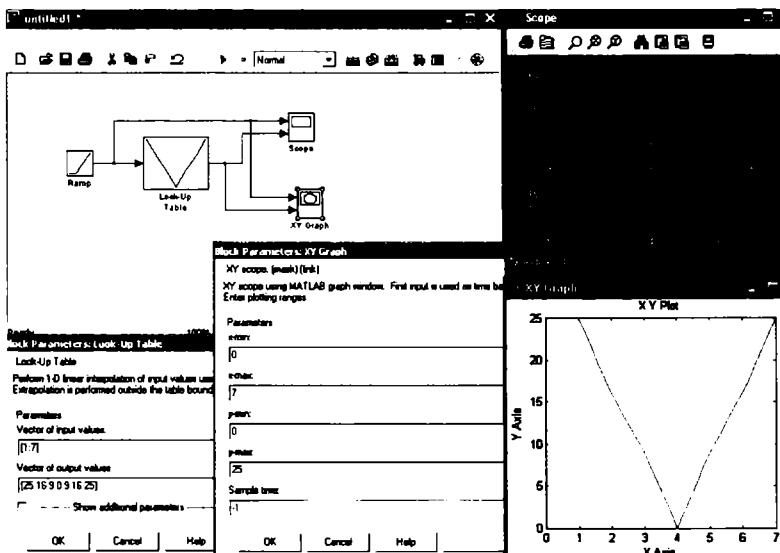 untitled1 *
Normal
Ramp
Look-Up
Table
Scope
XY Graph
Ready
100%
Block Parameters: Look-Up Table
Look-Up Table
Perform 1-D linear interpolation of input values
Extrapolation is performed outside the table bound
Parameters
Vector of input values:
[1:7]
Vector of output values:
[25 16 9 0 9 16 25]
Show additional parameters
OK
Cancel
Help
Block Parameters: XY Graph
XY scope. (mask) (link)
XY scope using MATLAB graph window. First input is used as time ba
Enter plotting ranges
Parameters
x-min:
0
x-max:
7
y-min:
0
y-max:
25
Sample time:
-1
OK
Cancel
Help
Scope
XY Graph
X Y Plot
Y Axis
25
20
15
10
5
0
0 1 2 3 4 5 6 7
X Axis